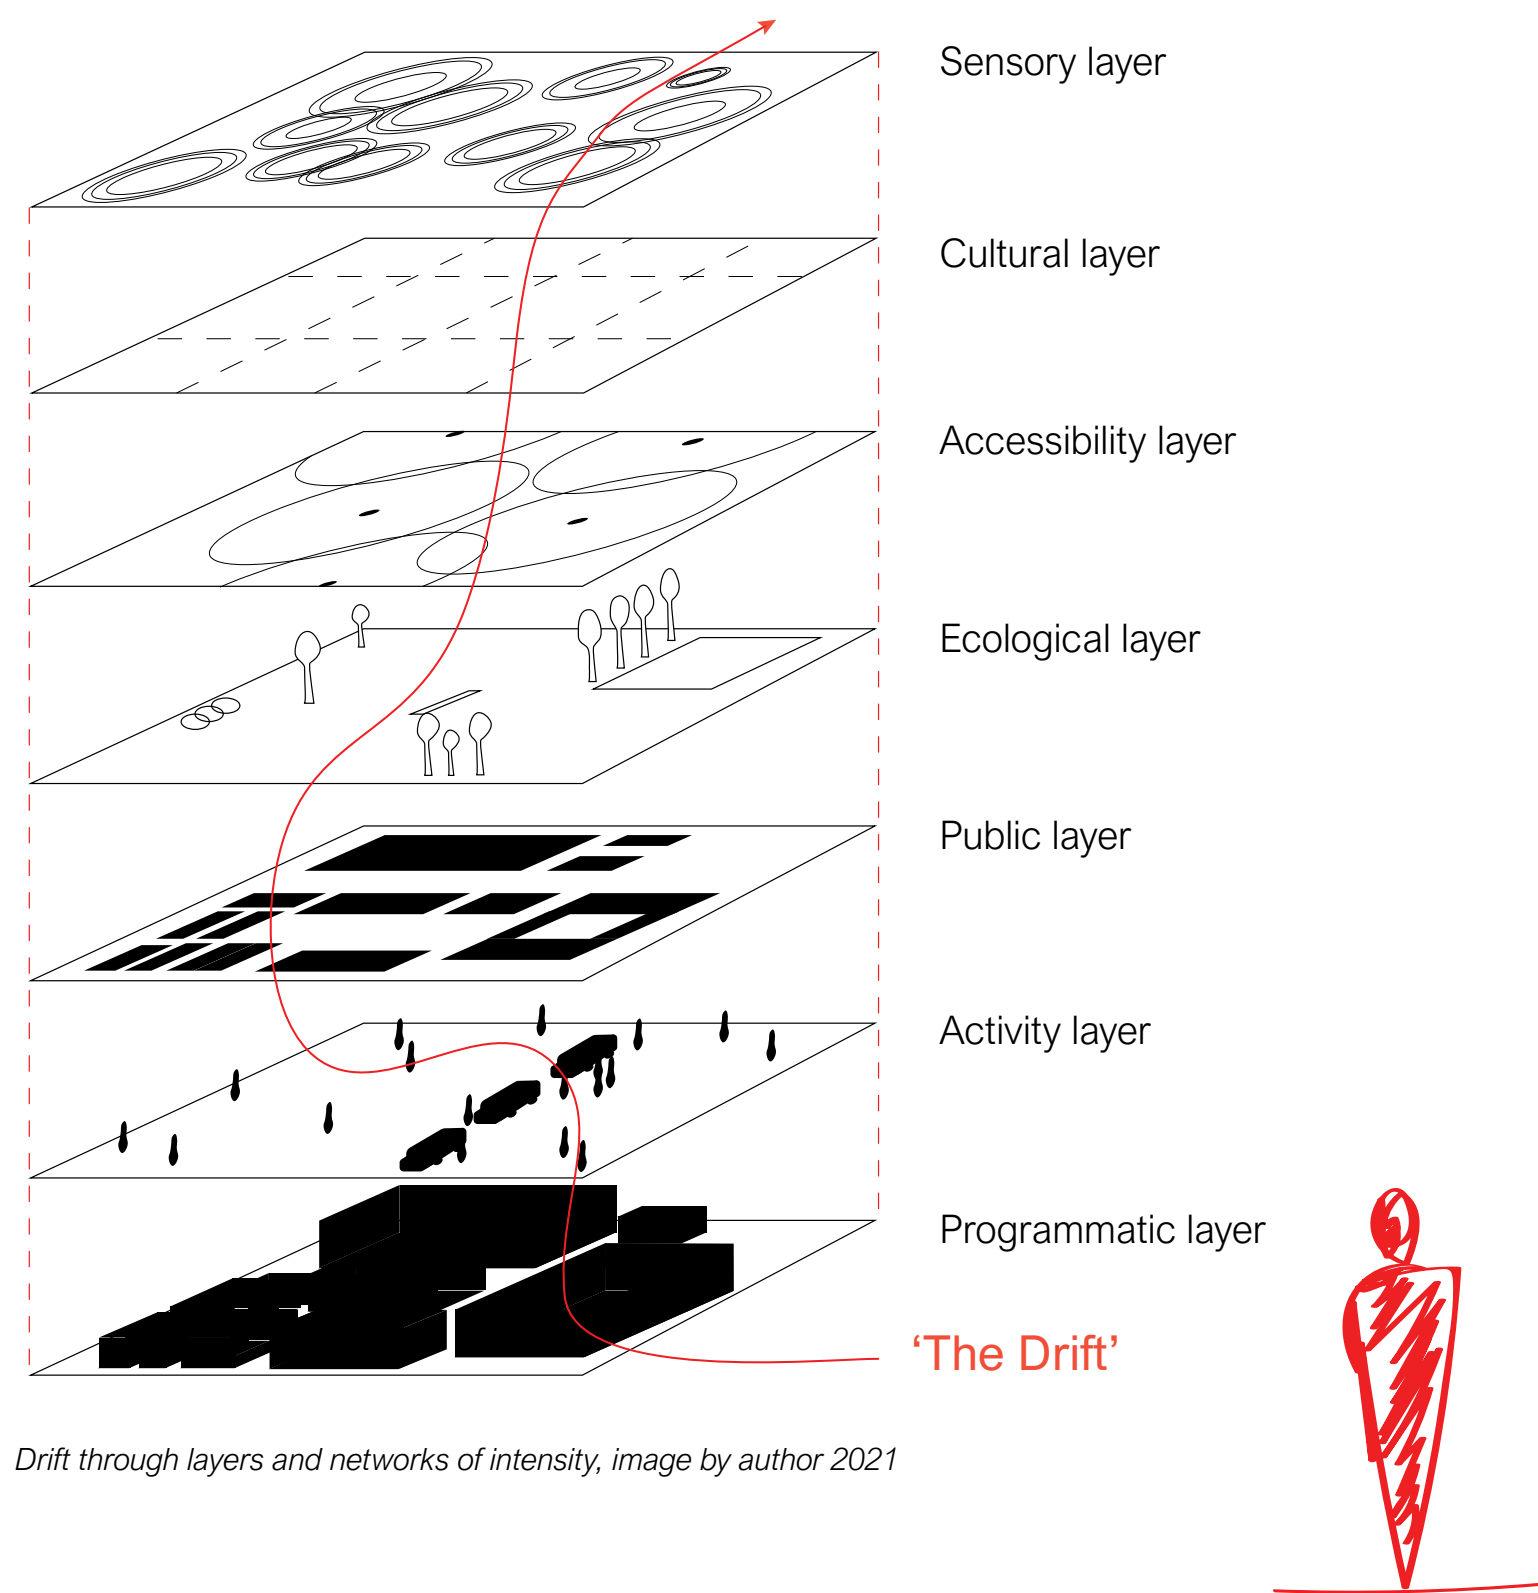 Sensory layer
Cultural layer
Accessibility layer
Ecological layer
Public layer
Activity layer
Programmatic layer
‘The Drift’
Drift through layers and networks of intensity, image by author 2021